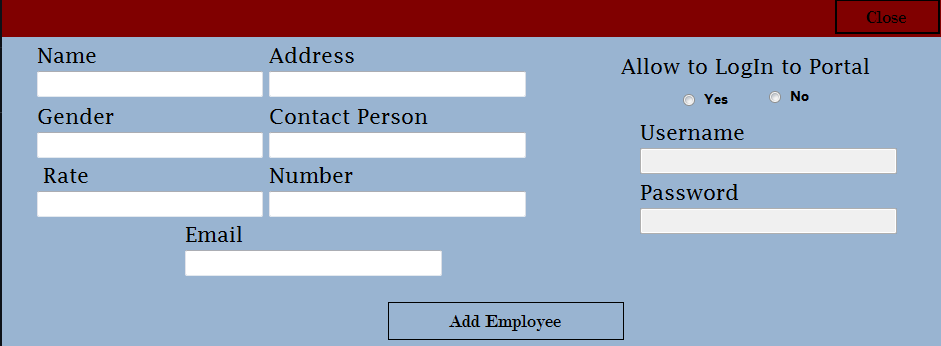 Close
Name
Address
Gender
Contact Person
Rate
Number
Email
Allow to LogIn to Portal
Yes
No
Username
Password
Add Employee